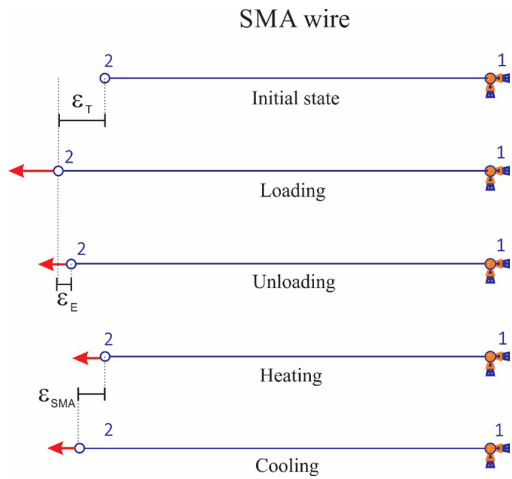 SMA wire
2 1
ε_T
Initial state
2 1
Loading
2 1
ε_E
Unloading
2 1
Heating
ε_SMA
2 1
Cooling